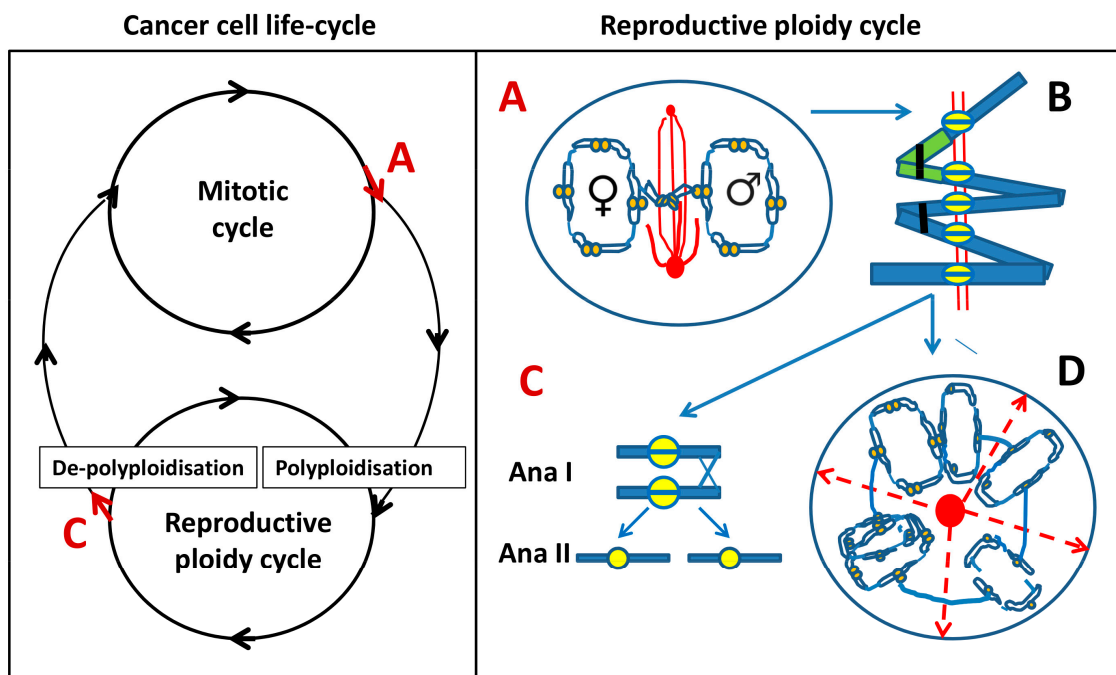 Cancer cell life-cycle
Reproductive ploidy cycle
A
Mitotic
cycle
De-polyploidisation
Polyploidisation
C
Reproductive
ploidy cycle
A
♀
♂
B
C
Ana I
Ana II
D